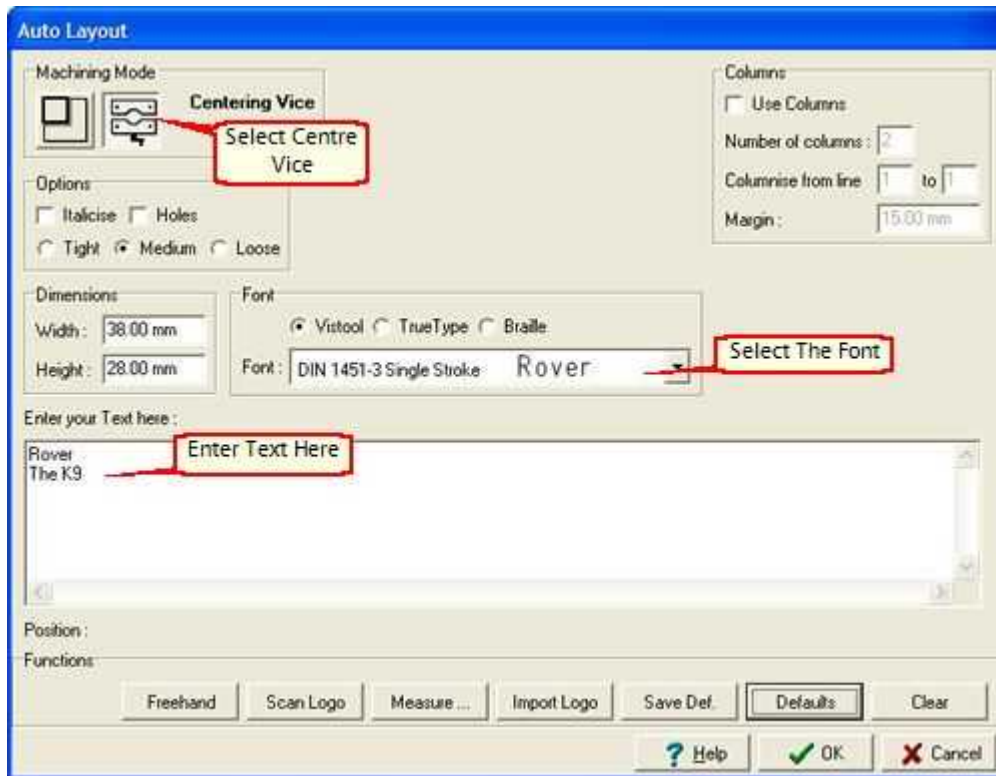 Auto Layout
Machining Mode
Centering Vice
Select Centre
Vice
Columns
Use Columns
Number of columns : 2
Columnise from line 1 to 1
Margin : 15.00 mm
Options
Italicise Holes
Tight Medium Loose
Dimensions
Width : 38.00 mm
Height : 28.00 mm
Font
Vistool TrueType Braille
Font : DIN 1451-3 Single Stroke Rover
Select The Font
Enter your Text here :
Rover
The K9
Enter Text Here
Position :
Functions
Freehand Scan Logo Measure ... Import Logo Save Def. Defaults Clear
? Help OK Cancel